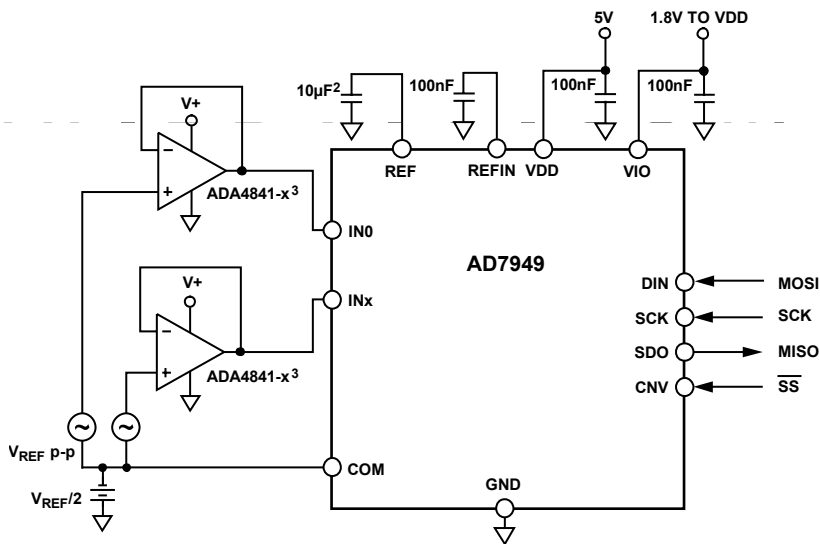 5V
1.8V TO VDD
10µF²
100nF
100nF
100nF
V+
REF
REFIN
VDD
VIO
ADA4841-x³
IN0
AD7949
V+
INx
DIN
MOSI
SCK
SCK
SDO
MISO
ADA4841-x³
CNV
SS
VREF p-p
COM
VREF/2
GND